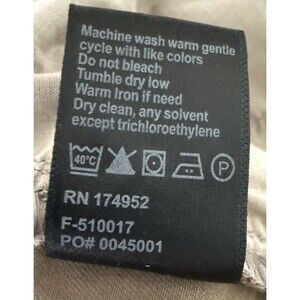 Machine wash warm gentle
cycle with like colors
Do not bleach
Tumble dry low
Warm Iron if need
Dry clean, any solvent
except trichloroethylene
40°C P
RN 174952
F-510017
PO# 0045001